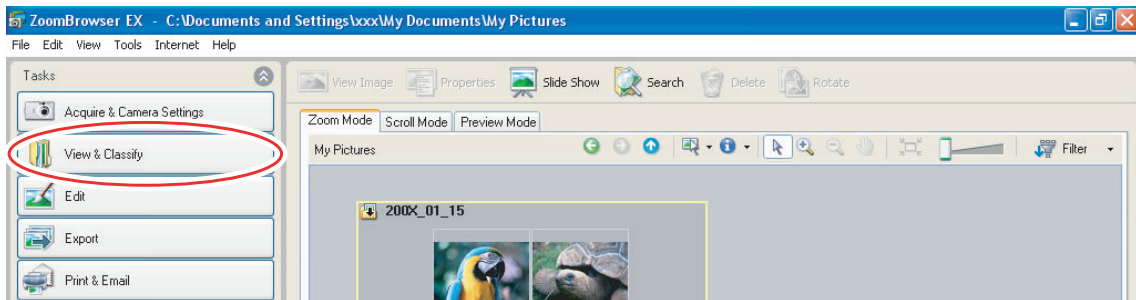 ZoomBrowser EX - C:\Documents and Settings\xxx\My Documents\My Pictures
File Edit View Tools Internet Help
Tasks
View Image Properties Slide Show Search Delete Rotate
Acquire & Camera Settings
Zoom Mode Scroll Mode Preview Mode
View & Classify
My Pictures
Filter
Edit
200X_01_15
Export
Print & Email